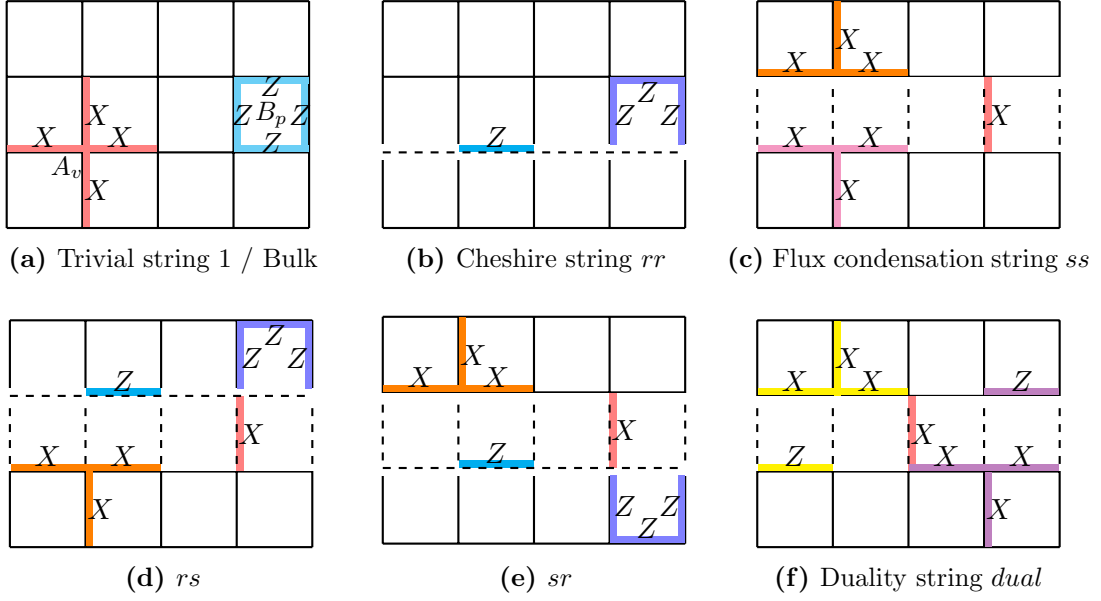 X
X X
X
A_v
Z
Z B_p Z
Z
(a) Trivial string 1 / Bulk
Z
Z
Z Z
(b) Cheshire string rr
X
X X
X
X X
X
(c) Flux condensation string ss
Z
Z
Z Z
X
X X
X
(d) rs
X
X X
X
Z
Z Z
Z
(e) sr
X
X X
Z
X
Z
X X
X
(f) Duality string dual